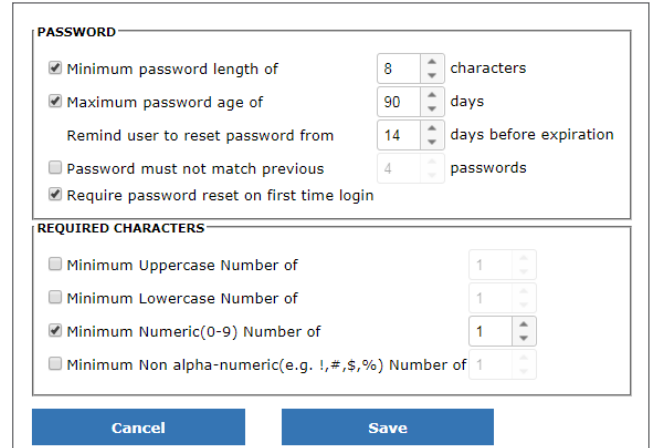 PASSWORD
Minimum password length of 8 characters
Maximum password age of 90 days
Remind user to reset password from 14 days before expiration
Password must not match previous 4 passwords
Require password reset on first time login
REQUIRED CHARACTERS
Minimum Uppercase Number of 1
Minimum Lowercase Number of 1
Minimum Numeric(0-9) Number of 1
Minimum Non alpha-numeric(e.g. !,#,$,%) Number of 1
Cancel Save